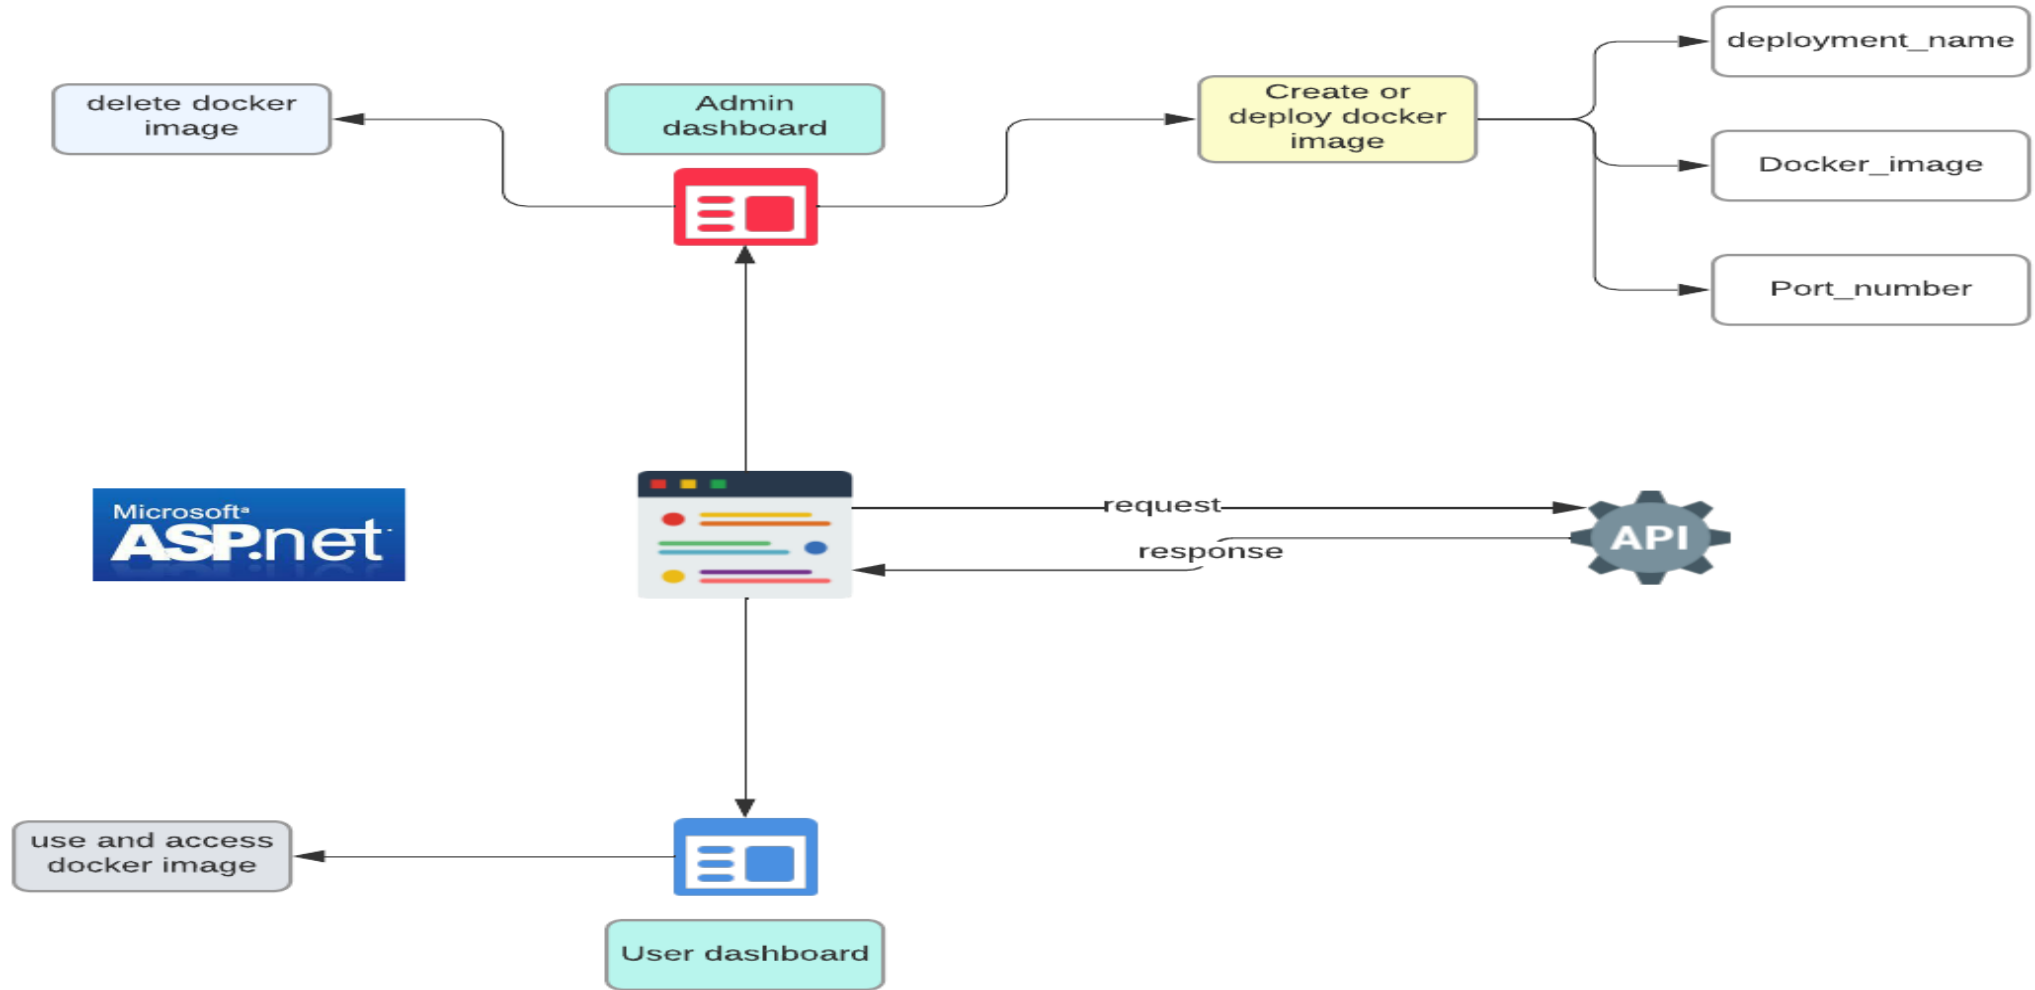 deployment_name
delete docker
image
Admin
dashboard
Create or
deploy docker
image
Docker_image
Port_number
Microsoft
ASP.net
request
response
API
use and access
docker image
User dashboard